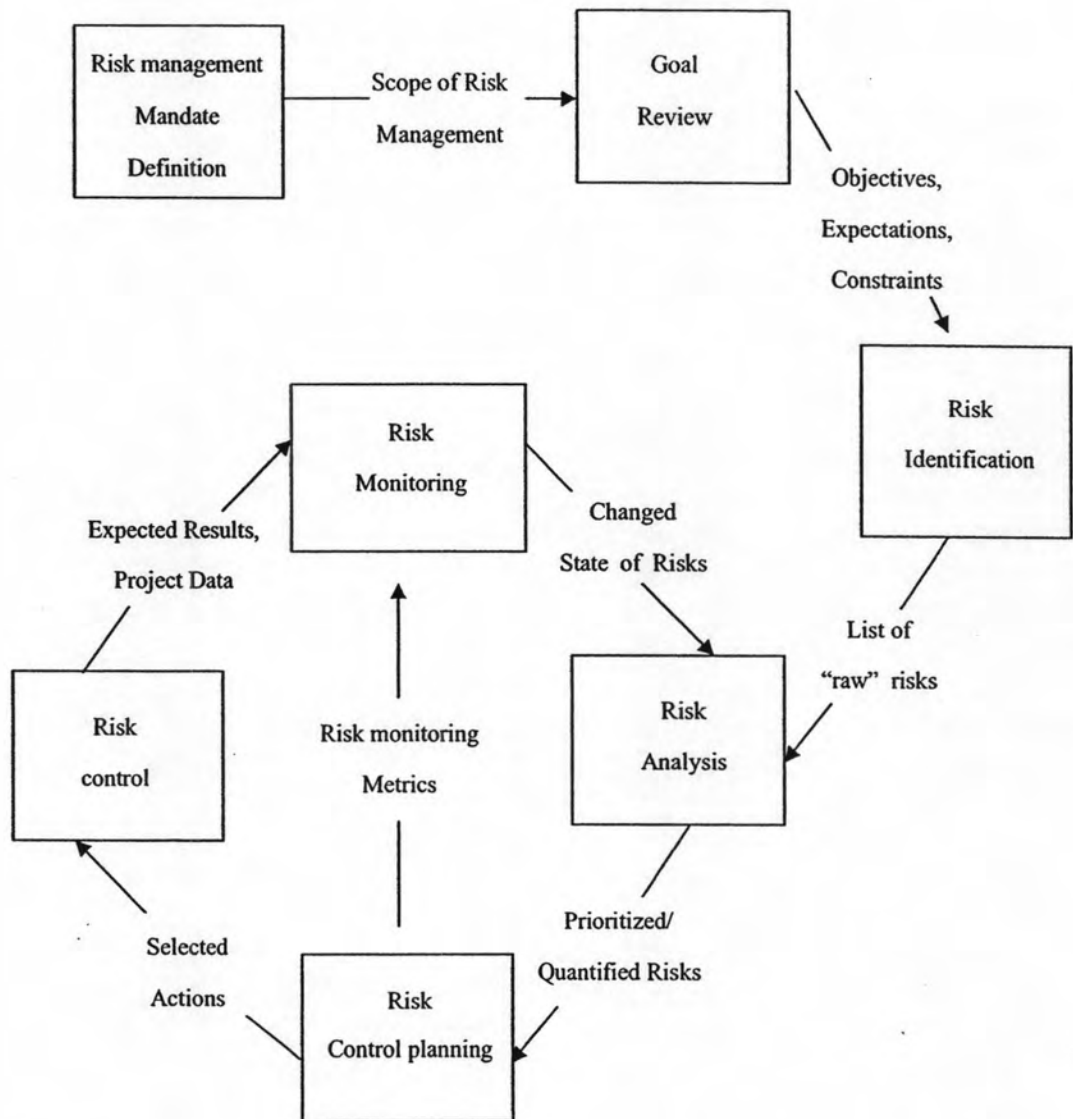 Risk management
Mandate
Definition
Scope of Risk
Management
Goal
Review
Objectives,
Expectations,
Constraints
Risk
Identification
List of
“raw” risks
Risk
Monitoring
Changed
State of Risks
Risk
Analysis
Prioritized/
Quantified Risks
Risk
Control planning
Risk monitoring
Metrics
Selected
Actions
Risk
control
Expected Results,
Project Data